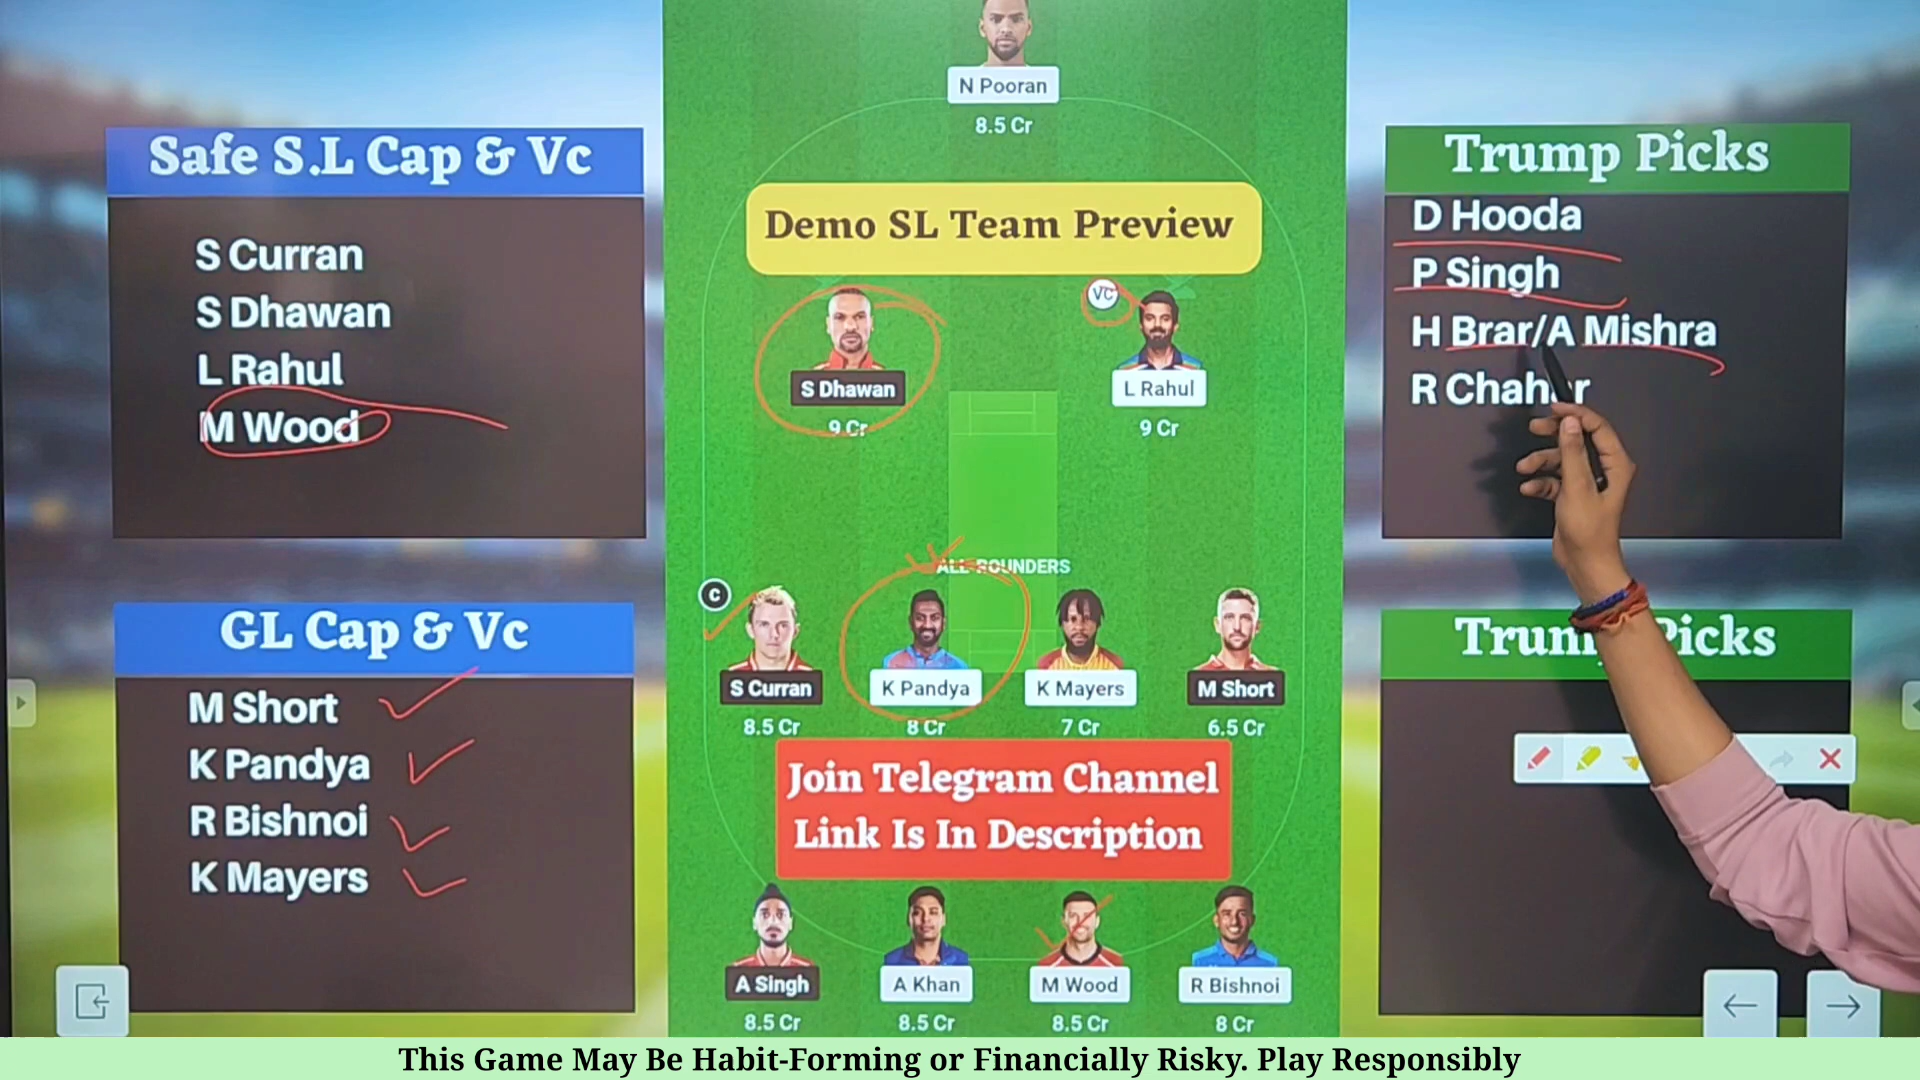 Safe S.L Cap & Vc
S Curran
S Dhawan
L Rahul
M Wood
GL Cap & Vc
M Short
K Pandya
R Bishnoi
K Mayers
N Pooran
8.5 Cr
Demo SL Team Preview
VC
S Dhawan
L Rahul
9 Cr
9 Cr
ALL-ROUNDERS
C
S Curran
K Pandya
K Mayers
M Short
8.5 Cr
8 Cr
7 Cr
6.5 Cr
Join Telegram Channel
Link Is In Description
A Singh
A Khan
M Wood
R Bishnoi
8.5 Cr
8.5 Cr
8.5 Cr
8 Cr
Trump Picks
D Hooda
P Singh
H Brar/A Mishra
R Chahar
Trump Picks
This Game May Be Habit-Forming or Financially Risky. Play Responsibly